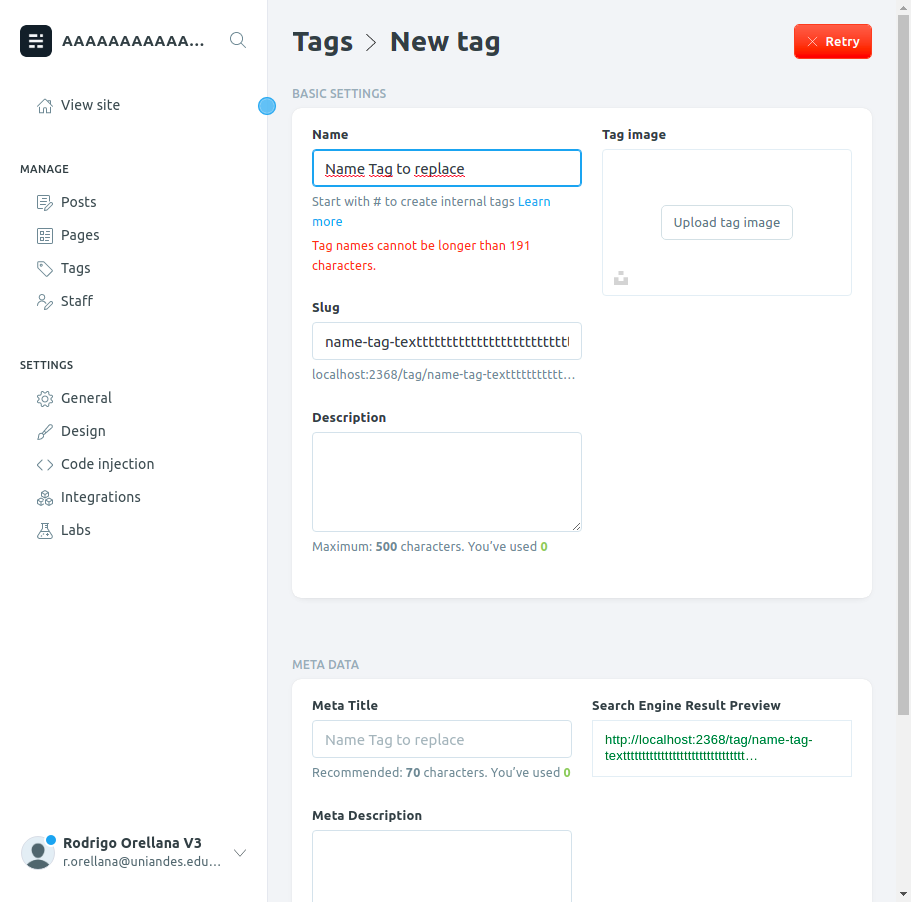 AAAAAAAAAAA...
View site
MANAGE
Posts
Pages
Tags
Staff
SETTINGS
General
Design
Code injection
Integrations
Labs
Rodrigo Orellana V3
r.orellana@uniandes.edu...
Tags > New tag
Retry
BASIC SETTINGS
Name
Name Tag to replace
Start with # to create internal tags Learn
more
Tag names cannot be longer than 191
characters.
Slug
name-tag-textttttttttttttttttttttttttt
localhost:2368/tag/name-tag-texttttttttttt...
Description
Maximum: 500 characters. You've used 0
Tag image
Upload tag image
META DATA
Meta Title
Name Tag to replace
Recommended: 70 characters. You've used 0
Meta Description
Search Engine Result Preview
http://localhost:2368/tag/name-tag-
textttttttttttttttttttttttttttttttt...